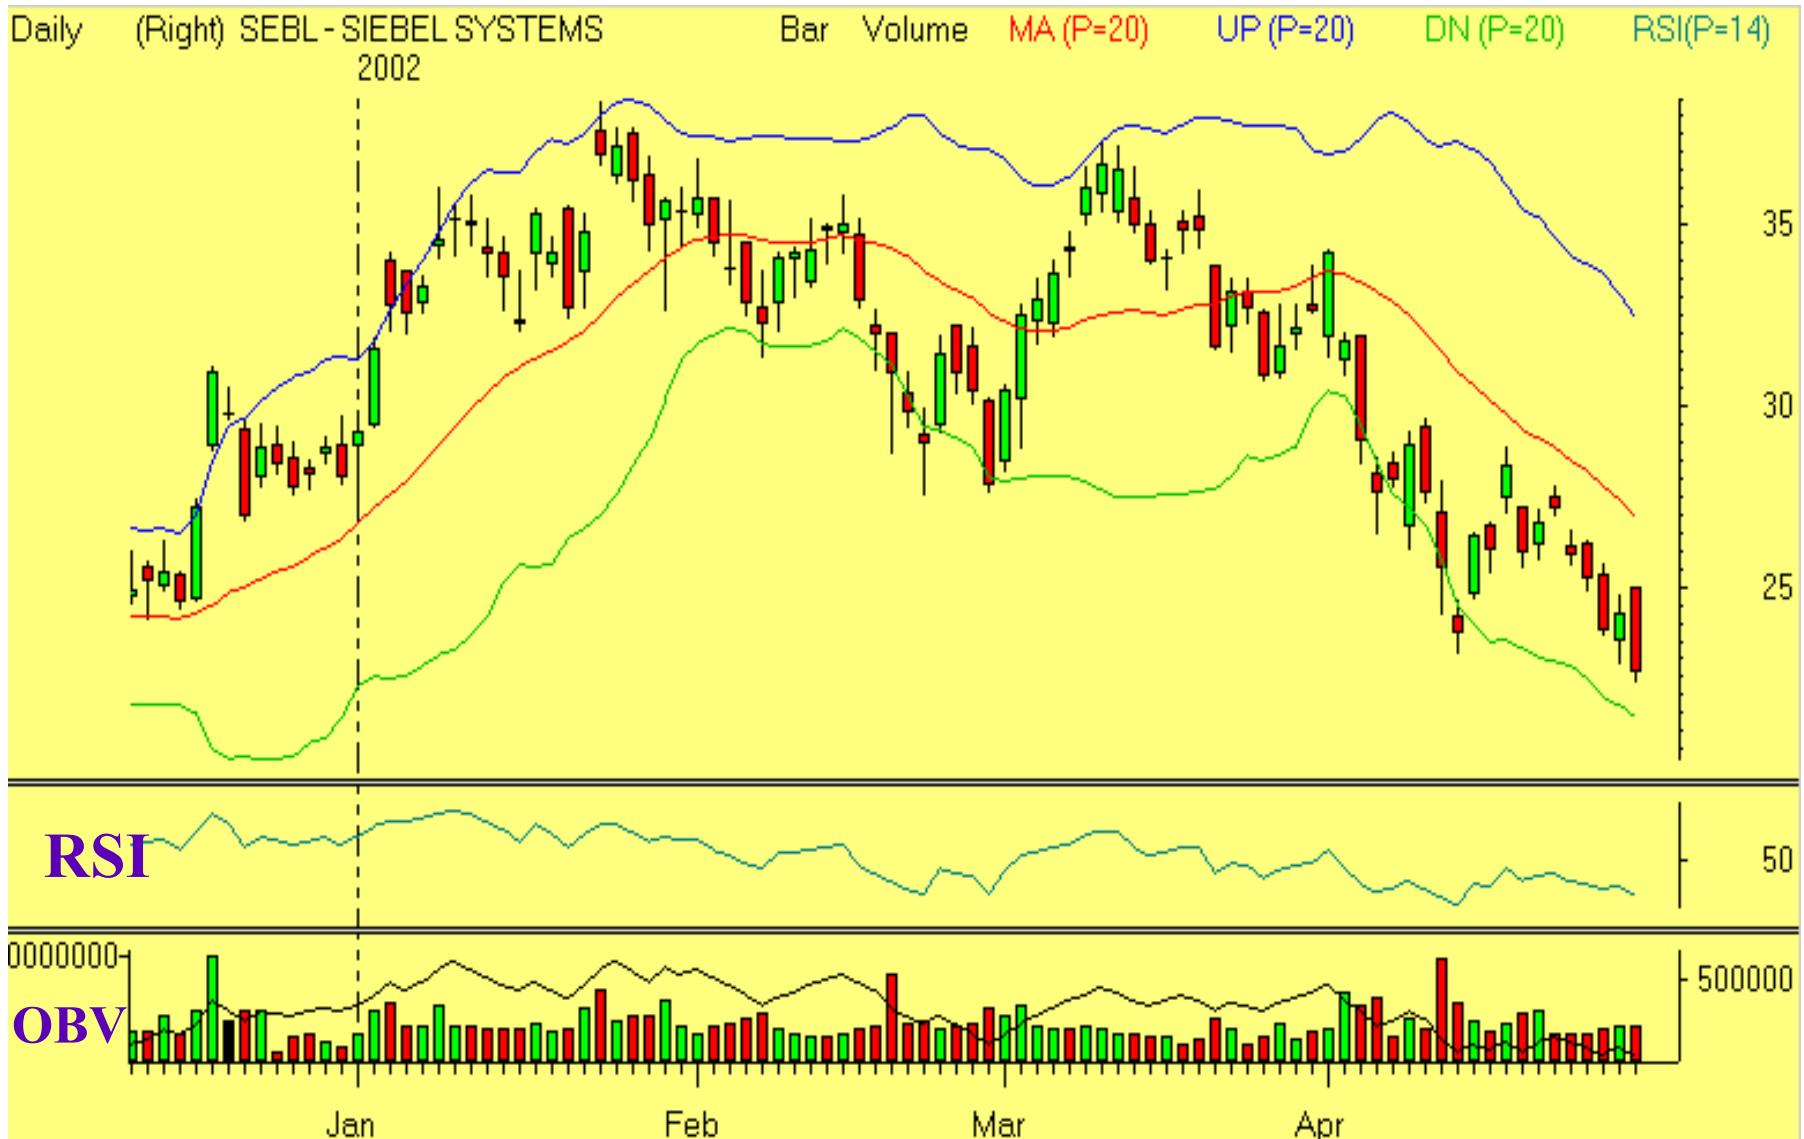 Daily (Right) SEBL - SIEBEL SYSTEMS Bar Volume MA (P=20) UP (P=20) DN (P=20) RSI(P=14)
2002
35
30
25
RSI
50
0000000
500000
OBV
Jan Feb Mar Apr